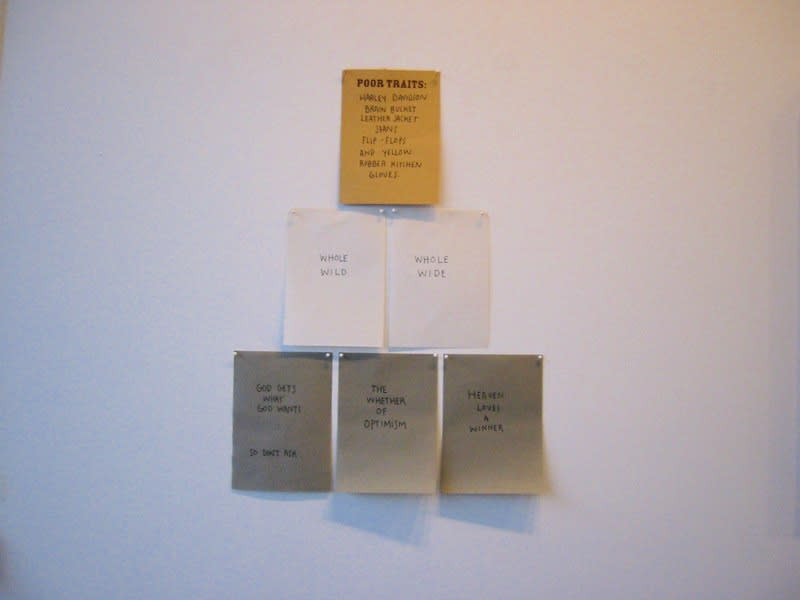 POOR TRAITS:
HARLEY DAVIDSON
BRAIN BUCKET
LEATHER JACKET
JEANS
FLIP-FLOPS
AND YELLOW
RUBBER KITCHEN
GLOVES.
WHOLE
WILD
WHOLE
WIDE
GOD GETS
WHAT
GOD WANTS
SO DON'T ASK
THE
WHETHER
OF
OPTIMISM
HEAVEN
LOVES
A
WINNER